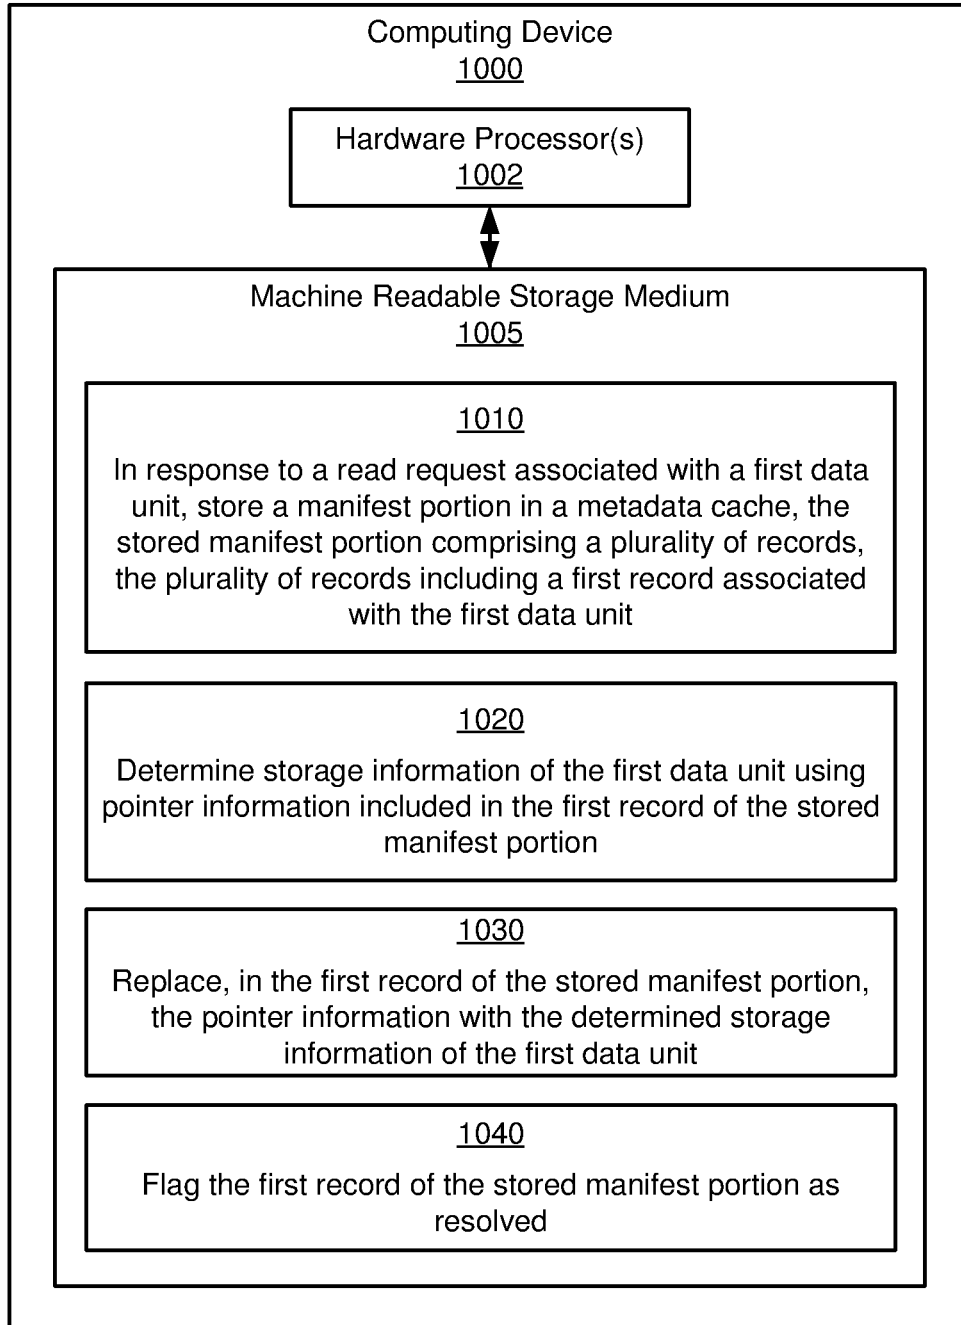 Computing Device
1000
Hardware Processor(s)
1002
Machine Readable Storage Medium
1005
1010
In response to a read request associated with a first data
unit, store a manifest portion in a metadata cache, the
stored manifest portion comprising a plurality of records,
the plurality of records including a first record associated
with the first data unit
1020
Determine storage information of the first data unit using
pointer information included in the first record of the stored
manifest portion
1030
Replace, in the first record of the stored manifest portion,
the pointer information with the determined storage
information of the first data unit
1040
Flag the first record of the stored manifest portion as
resolved